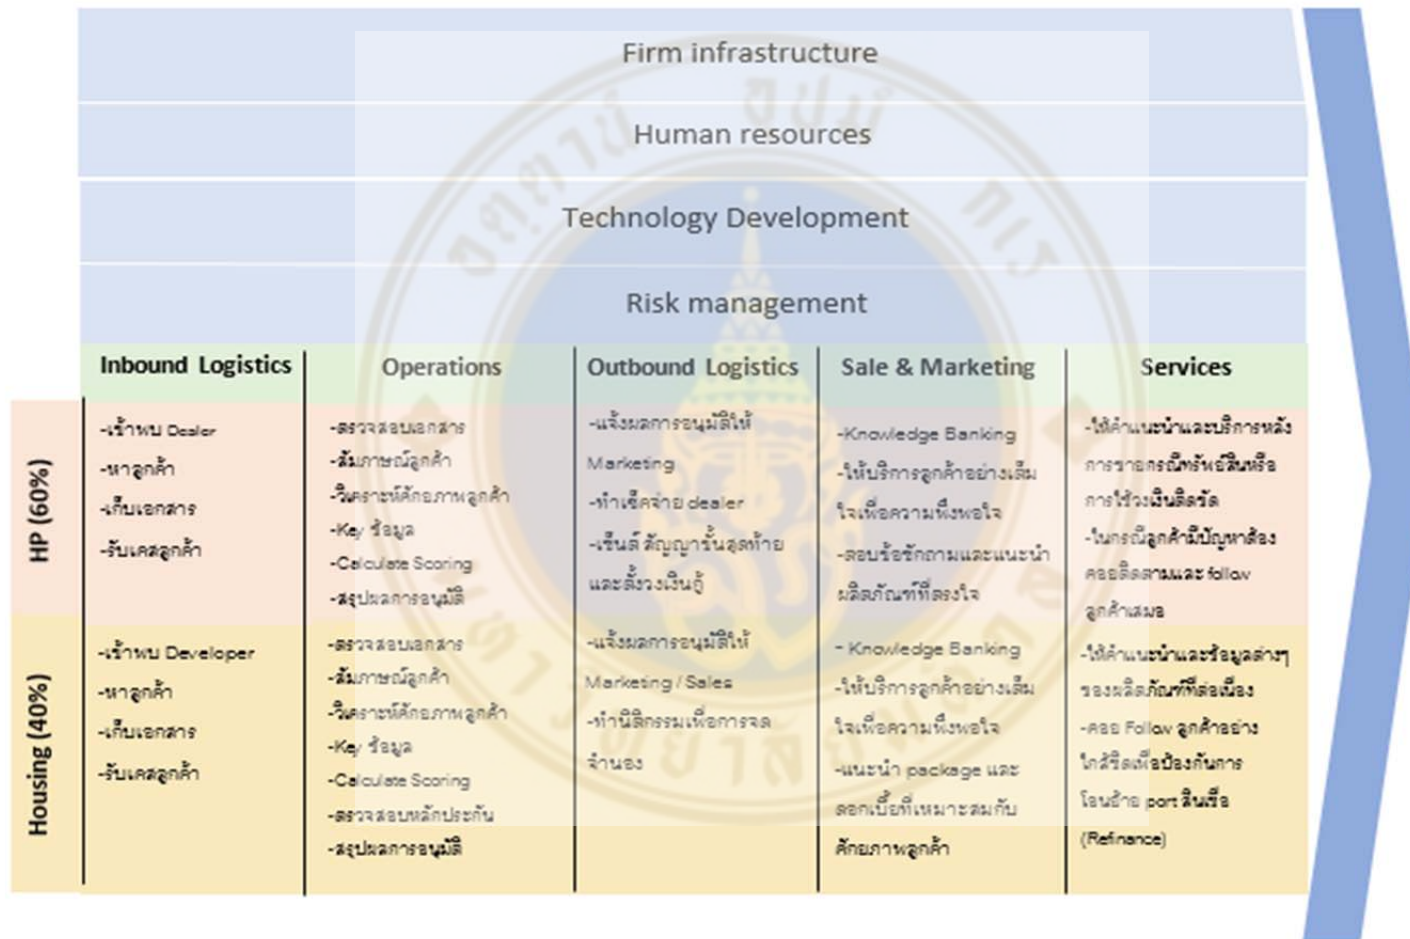 Firm infrastructure
Human resources
Technology Development
Risk management
Inbound Logistics
Operations
Outbound Logistics
Sale & Marketing
Services
HP (60%)
-เข้าพบ Dealer
-หาลูกค้า
-เก็บเอกสาร
-รับเคสลูกค้า
-ตรวจสอบเอกสาร
-สัมภาษณ์ลูกค้า
-วิเคราะห์ศักยภาพลูกค้า
-Key ข้อมูล
-Calculate Scoring
-สรุปผลการอนุมัติ
-แจ้งผลการอนุมัติให้
Marketing
-ทำเช็คจ่าย dealer
-เซ็นต์ สัญญาขั้นสุดท้าย
และตั้งวงเงินกู้
-Knowledge Banking
-ให้บริการลูกค้าอย่างเต็ม
ใจเพื่อความพึงพอใจ
-ตอบข้อซักถามและแนะนำ
ผลิตภัณฑ์ที่ตรงใจ
-ให้คำแนะนำและบริการหลัง
การขายกรณีทรัพย์สินหรือ
การใช้วงเงินติดขัด
-ในกรณีลูกค้ามีปัญหาต้อง
คอยติดตามและ follow
ลูกค้าเสมอ
Housing (40%)
-เข้าพบ Developer
-หาลูกค้า
-เก็บเอกสาร
-รับเคสลูกค้า
-ตรวจสอบเอกสาร
-สัมภาษณ์ลูกค้า
-วิเคราะห์ศักยภาพลูกค้า
-Key ข้อมูล
-Calculate Scoring
-ตรวจสอบหลักประกัน
-สรุปผลการอนุมัติ
-แจ้งผลการอนุมัติให้
Marketing / Sales
-ทำนิติกรรมเพื่อการจด
จำนอง
- Knowledge Banking
-ให้บริการลูกค้าอย่างเต็ม
ใจเพื่อความพึงพอใจ
-แนะนำ package และ
ดอกเบี้ยที่เหมาะสมกับ
ศักยภาพลูกค้า
-ให้คำแนะนำและข้อมูลต่างๆ
ของผลิตภัณฑ์ที่ต่อเนื่อง
-คอย Follow ลูกค้าอย่าง
ใกล้ชิดเพื่อป้องกันการ
โอนย้าย port สินเชื่อ
(Refinance)